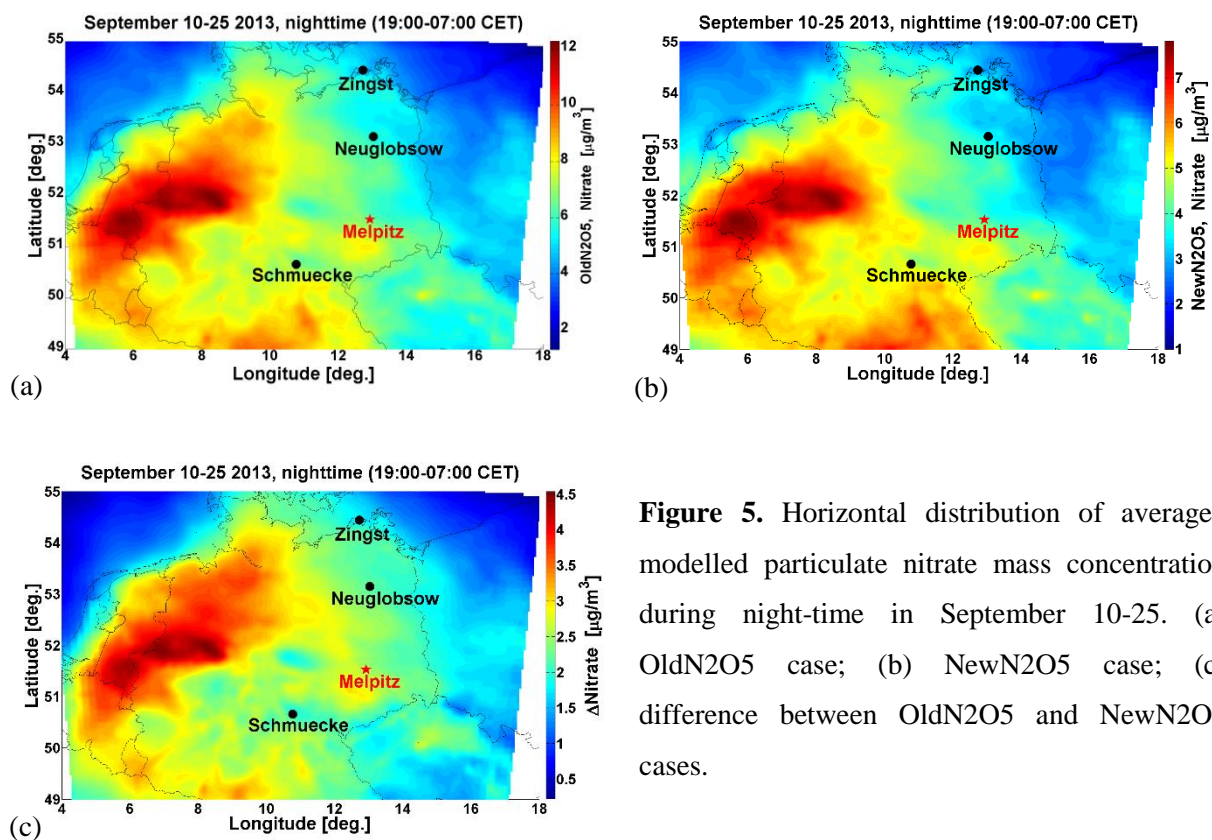 September 10-25 2013, nighttime (19:00-07:00 CET)
55
54
53
52
51
50
49
4
6
8
10
12
14
16
18
Latitude [deg.]
Longitude [deg.]
Zingst
Neuglobsow
Melpitz
Schmuecke
12
10
8
6
4
2
OldN2O5, Nitrate [μg/m³]
(a)
September 10-25 2013, nighttime (19:00-07:00 CET)
55
54
53
52
51
50
49
4
6
8
10
12
14
16
18
Latitude [deg.]
Longitude [deg.]
Zingst
Neuglobsow
Melpitz
Schmuecke
7
6
5
4
3
2
1
NewN2O5, Nitrate [μg/m³]
(b)
September 10-25 2013, nighttime (19:00-07:00 CET)
55
54
53
52
51
50
49
4
6
8
10
12
14
16
18
Latitude [deg.]
Longitude [deg.]
Zingst
Neuglobsow
Melpitz
Schmuecke
4.5
4
3.5
3
2.5
2
1.5
1
0.5
ΔNitrate [μg/m³]
(c)
Figure 5. Horizontal distribution of average
modelled particulate nitrate mass concentratio
during night-time in September 10-25. (a
OldN2O5 case; (b) NewN2O5 case; (c
difference between OldN2O5 and NewN2O
cases.